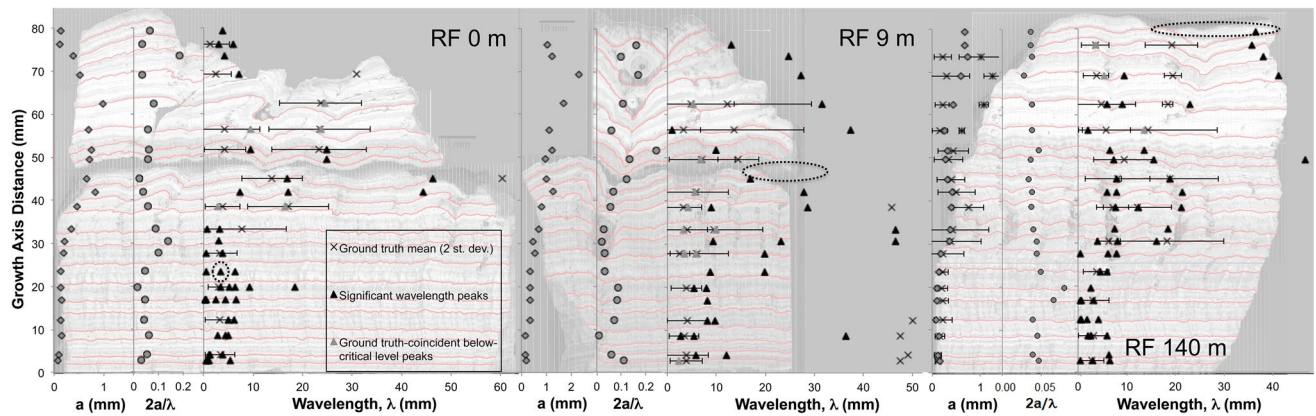 RF 0 m
RF 9 m
RF 140 m
10 mm
Growth Axis Distance (mm)
80
70
60
50
40
30
20
10
0
Ground truth mean (2 st. dev.)
Significant wavelength peaks
Ground truth-coincident below-
critical level peaks
0 1 2 0 0.1 0.2 0 10 20 30 40 50 60
a (mm) 2a/λ Wavelength, λ (mm)
0 1 2 0 0.1 0.2 0 10 20 30 40 50
a (mm) 2a/λ Wavelength, λ (mm)
0 1 0.00 0.05 0 10 20 30 40
a (mm) 2a/λ Wavelength, λ (mm)